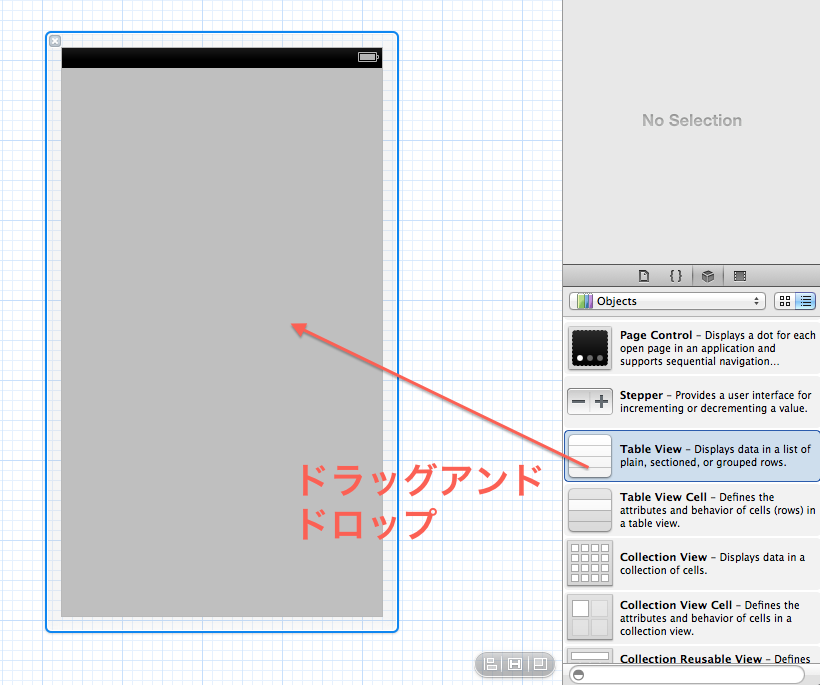 No Selection
{ }
Objects
Page Control – Displays a dot for each
open page in an application and
supports sequential navigation...
Stepper – Provides a user interface for
incrementing or decrementing a value.
Table View – Displays data in a list of
plain, sectioned, or grouped rows.
Table View Cell – Defines the
attributes and behavior of cells (rows) in
a table view.
Collection View – Displays data in a
collection of cells.
Collection View Cell – Defines the
attributes and behavior of cells in a
collection view.
Collection Reusable View – Defines
ドラッグアンド
ドロップ